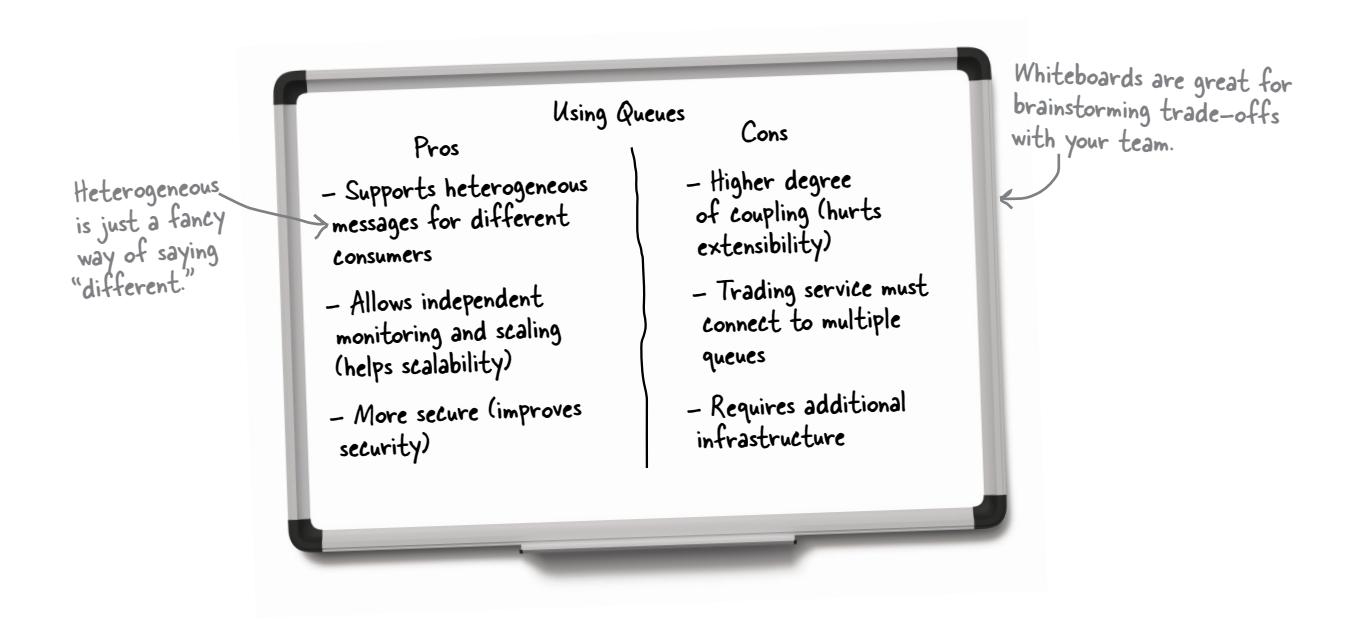 Using Queues
Pros
– Supports heterogeneous
messages for different
consumers
– Allows independent
monitoring and scaling
(helps scalability)
– More secure (improves
security)
Cons
– Higher degree
of coupling (hurts
extensibility)
– Trading service must
connect to multiple
queues
– Requires additional
infrastructure
Heterogeneous
is just a fancy
way of saying
“different.”
Whiteboards are great for
brainstorming trade-offs
with your team.